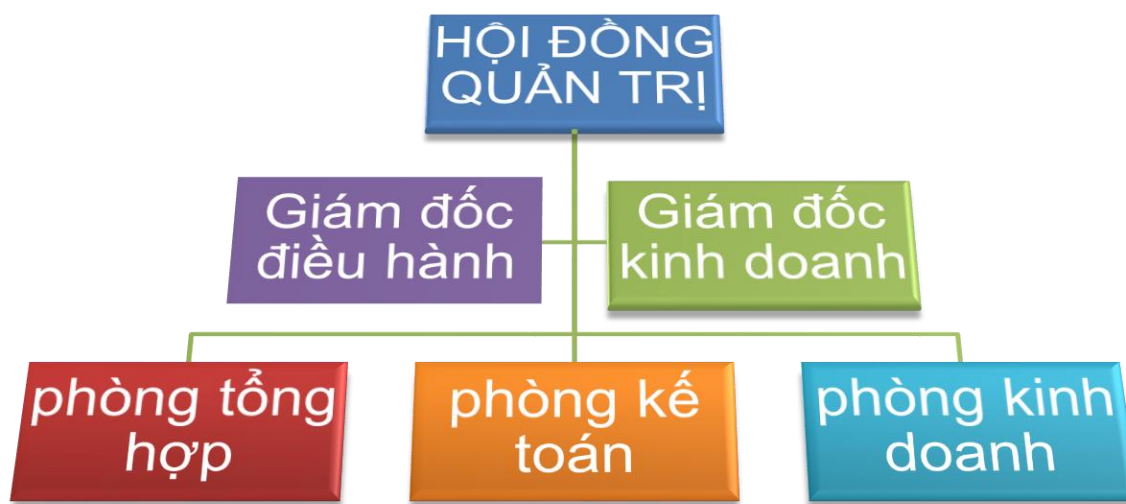 HỘI ĐỒNG
QUẢN TRỊ
Giám đốc
điều hành
Giám đốc
kinh doanh
phòng tổng
hợp
phòng kế
toán
phòng kinh
doanh